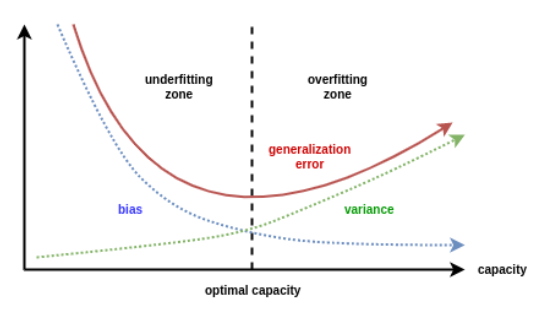 underfitting
zone
overfitting
zone
generalization
error
bias
variance
capacity
optimal capacity